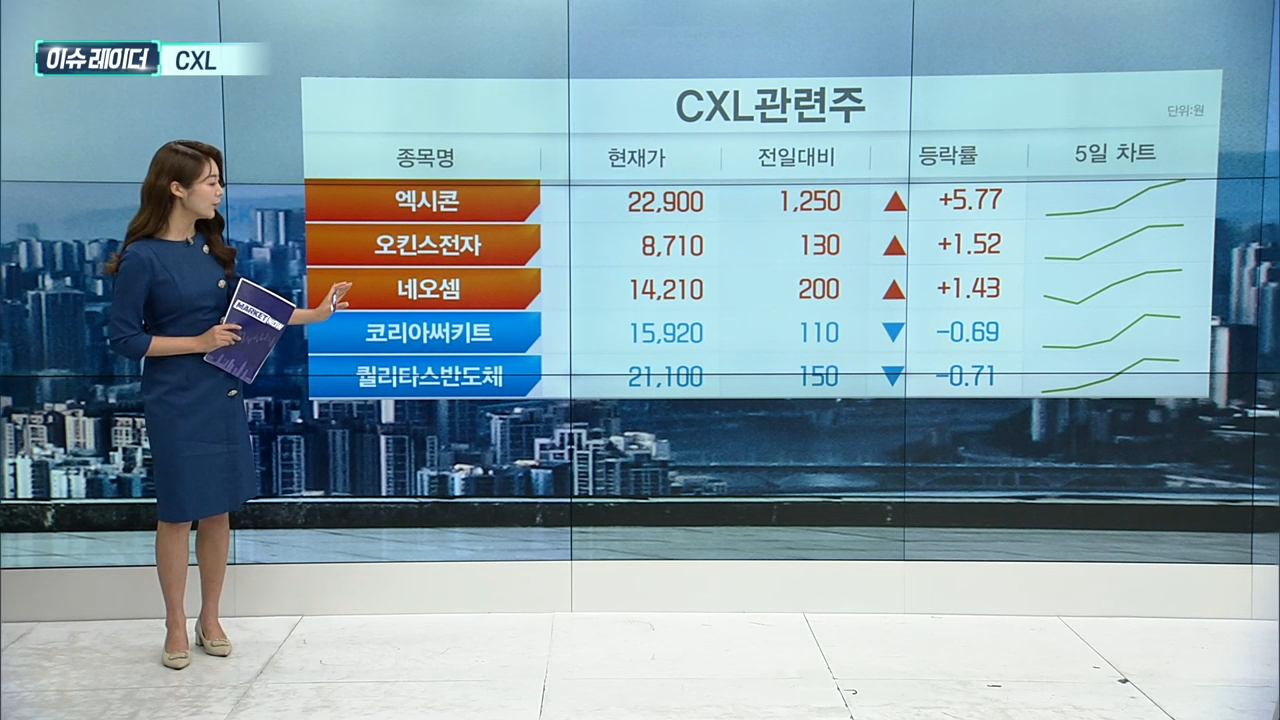 이슈레이더 CXL
CXL관련주
단위:원
종목명 현재가 전일대비 등락률 5일 차트
엑시콘 22,900 1,250 ▲ +5.77
오킨스전자 8,710 130 ▲ +1.52
네오셈 14,210 200 ▲ +1.43
코리아써키트 15,920 110 ▼ -0.69
퀄리타스반도체 21,100 150 ▼ -0.71
MARKET